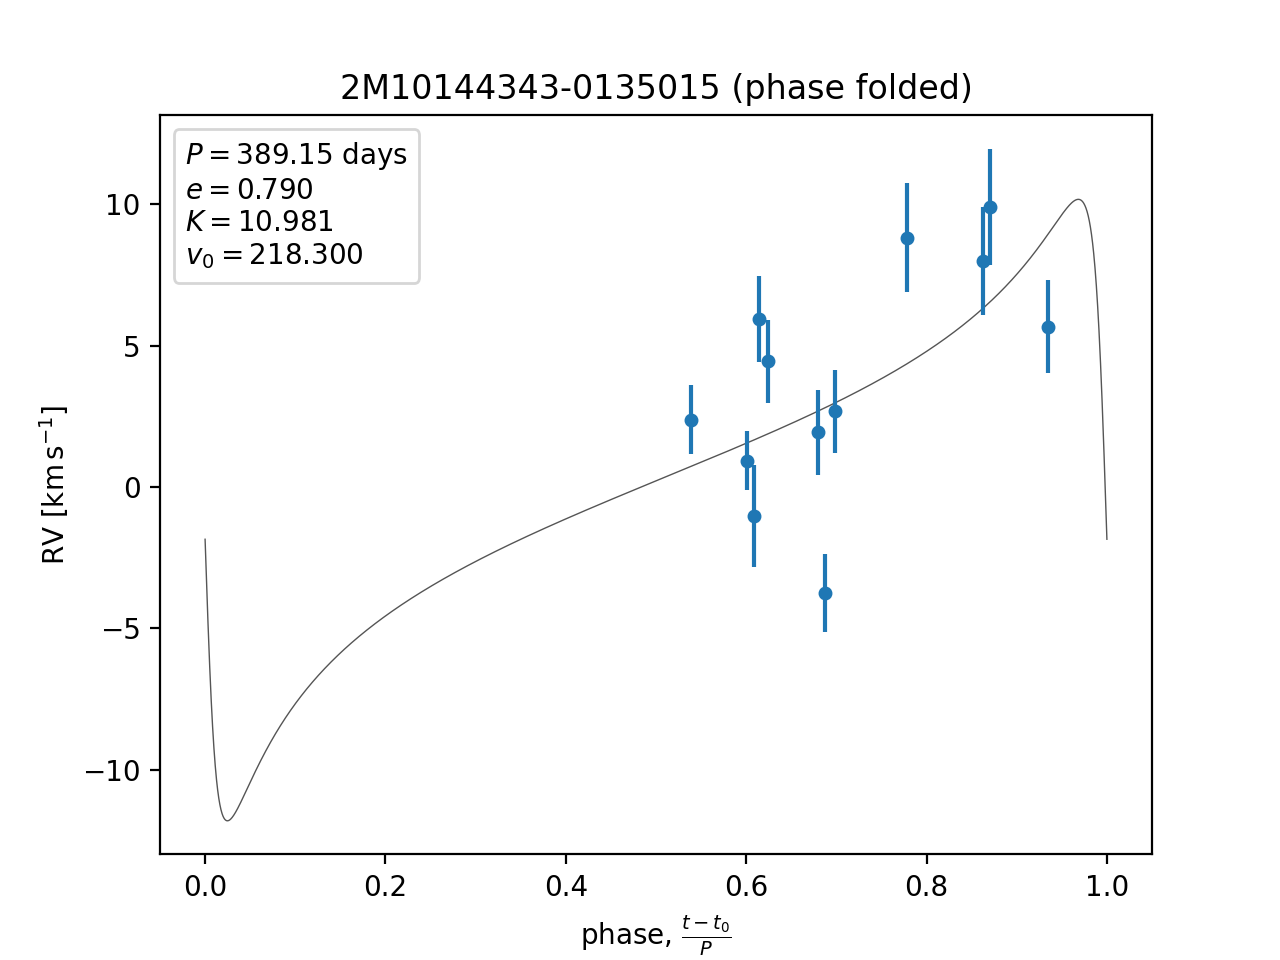 2M10144343-0135015 (phase folded)
P = 389.15 days
e = 0.790
K = 10.981
v₀ = 218.300
RV [km s⁻¹]
10
5
0
−5
−10
0.0 0.2 0.4 0.6 0.8 1.0
phase, (t − t₀)/P